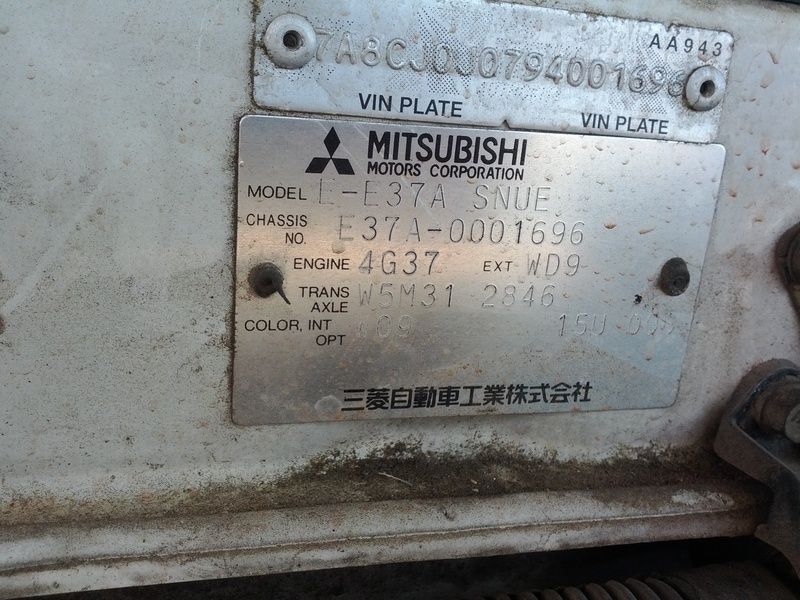 AA943
7A8CJ0J0794001696
VIN PLATE VIN PLATE
MITSUBISHI
MOTORS CORPORATION
MODEL E-E37A SNUE
CHASSIS NO. E37A-0001696
ENGINE 4G37 EXT WD9
TRANS AXLE W5M31 2846
COLOR, INT OPT 15U
三菱自動車工業株式会社